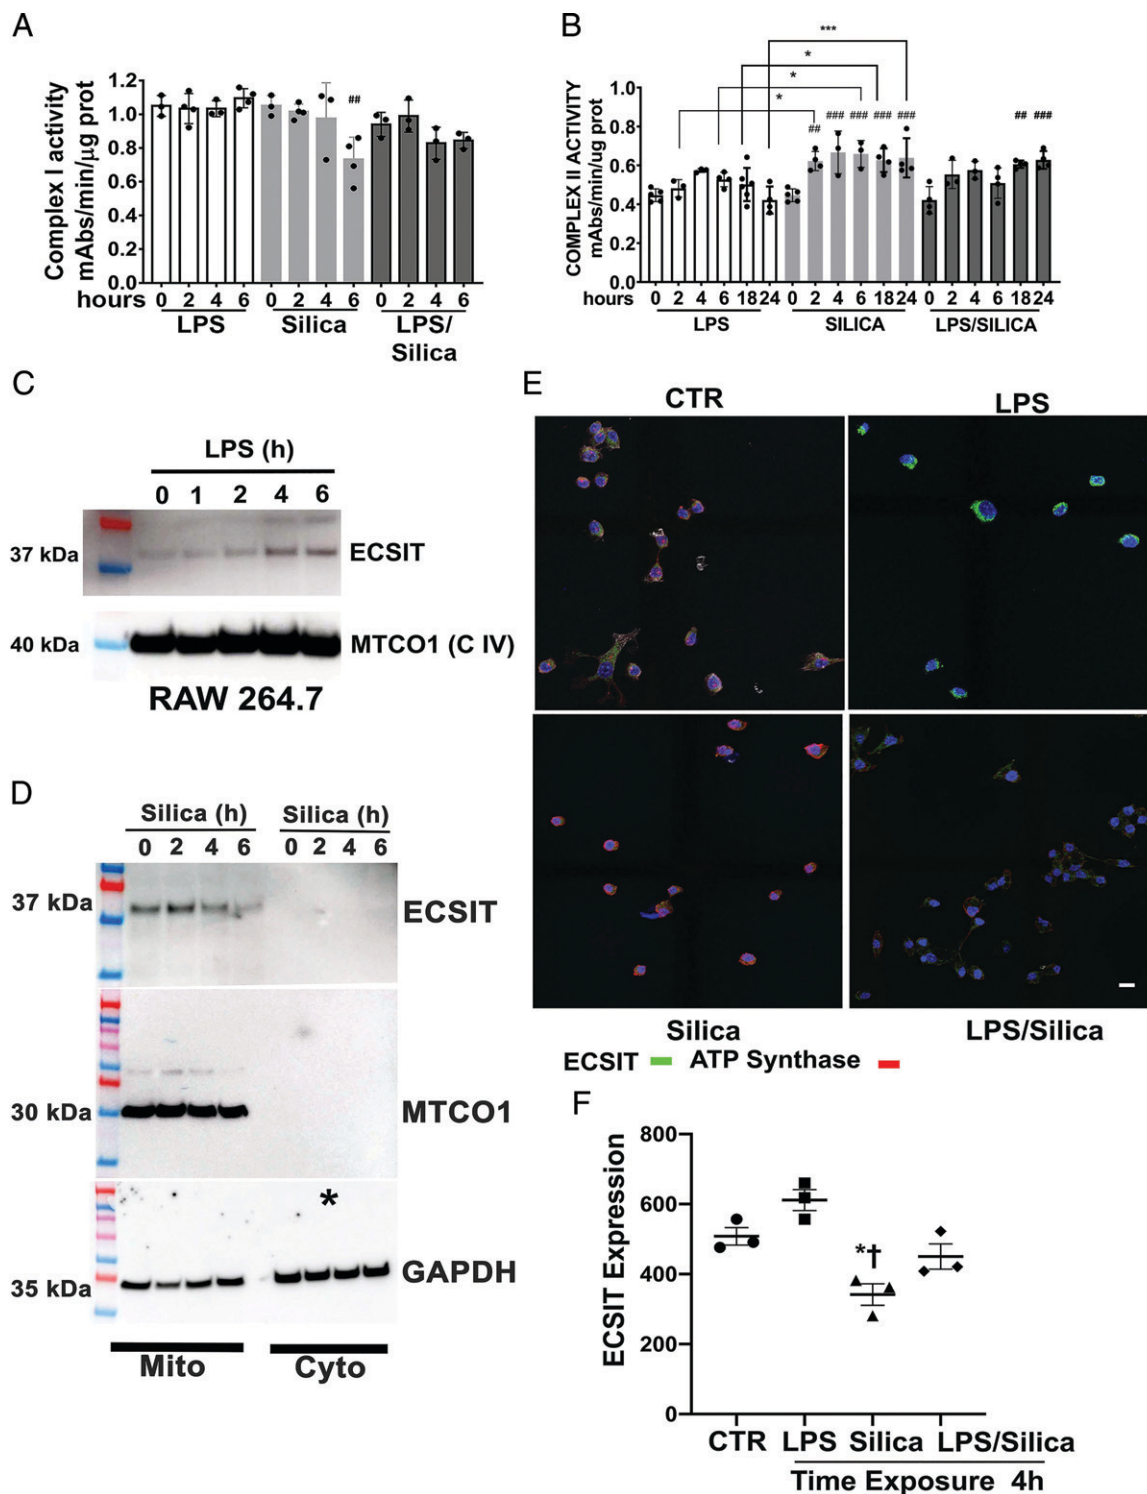 A
Complex I activity
mAbs/min/µg prot
1.2
1.0
0.8
0.6
0.4
0.2
0.0
##
hours 0 2 4 6 0 2 4 6 0 2 4 6
LPS Silica LPS/
Silica
B
COMPLEX II ACTIVITY
mAbs/min/ug prot
1.0
0.8
0.6
0.4
0.2
0.0
***
*
*
*
## ### ### ### ### ## ###
hours 0 2 4 6 18 24 0 2 4 6 18 24 0 2 4 6 18 24
LPS SILICA LPS/SILICA
C
LPS (h)
0 1 2 4 6
37 kDa ECSIT
40 kDa MTCO1 (C IV)
RAW 264.7
D
Silica (h) Silica (h)
0 2 4 6 0 2 4 6
37 kDa ECSIT
30 kDa MTCO1
*
35 kDa GAPDH
Mito Cyto
E
CTR LPS
Silica LPS/Silica
ECSIT ATP Synthase
F
ECSIT Expression
800
600
400
200
0
*†
CTR LPS Silica LPS/Silica
Time Exposure 4h